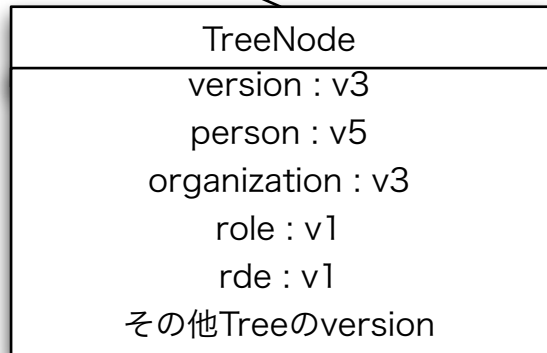 TreeNode
version : v3
person : v5
organization : v3
role : v1
rde : v1
その他Treeのversion